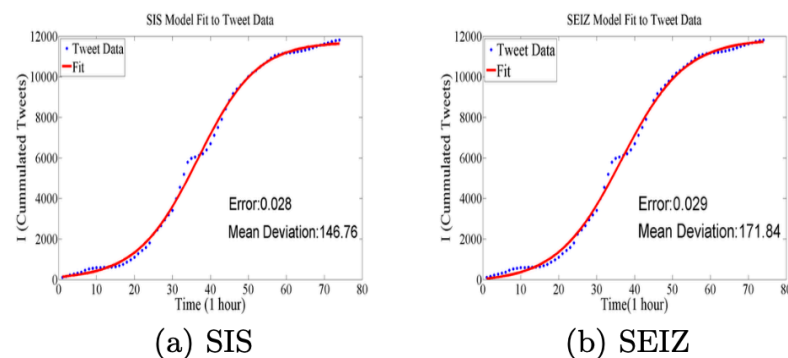 SIS Model Fit to Tweet Data
12000
10000
8000
6000
4000
2000
0
I (Cummulated Tweets)
Tweet Data
Fit
Error:0.028
Mean Deviation:146.76
0 10 20 30 40 50 60 70 80
Time (1 hour)
(a) SIS
SEIZ Model Fit to Tweet Data
12000
10000
8000
6000
4000
2000
0
I (Cummulated Tweets)
Tweet Data
Fit
Error:0.029
Mean Deviation:171.84
0 10 20 30 40 50 60 70 80
Time(1 hour)
(b) SEIZ